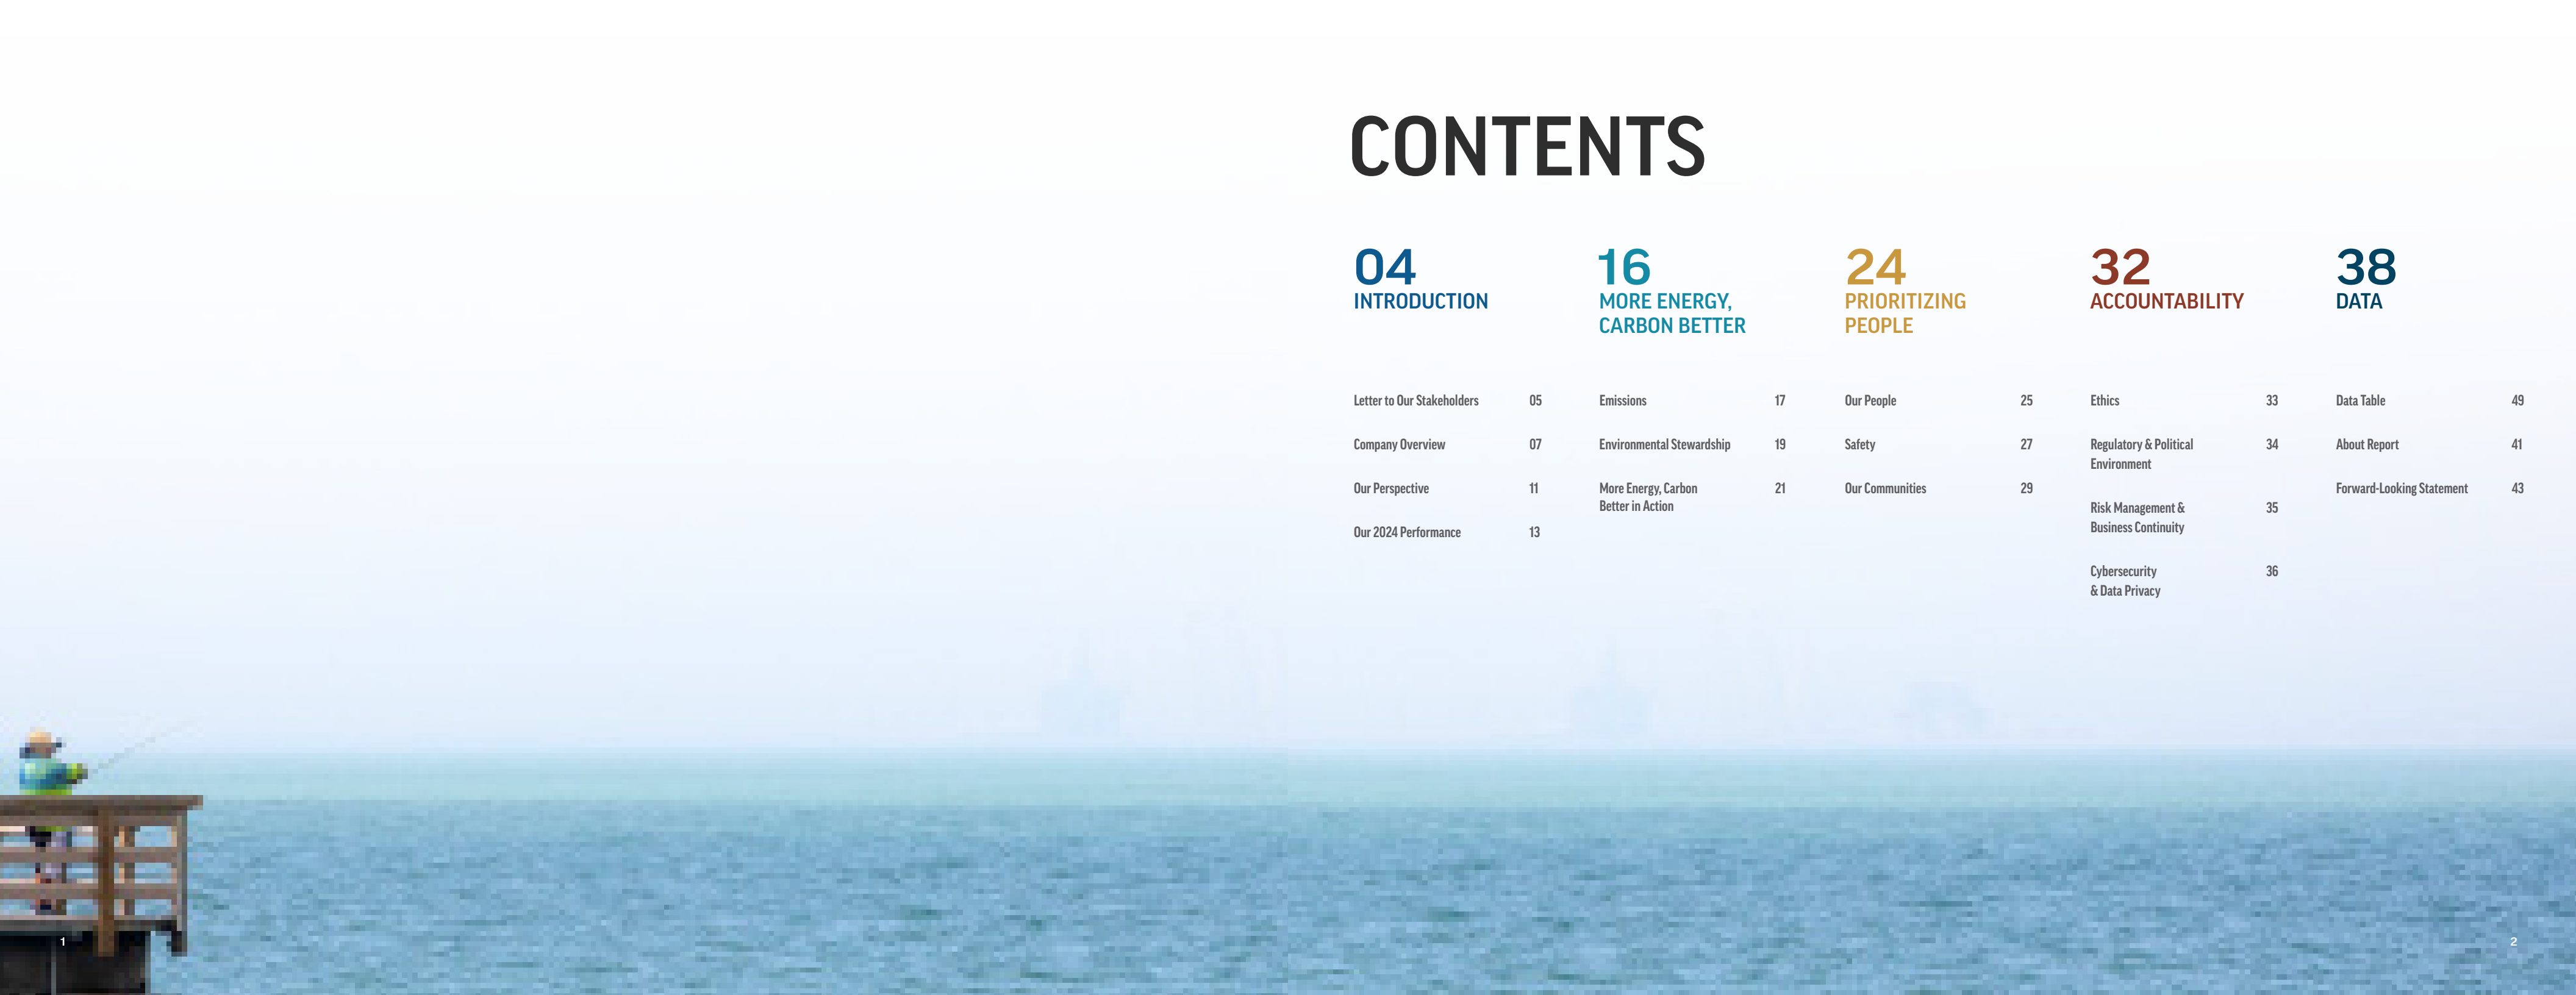 CONTENTS
04
INTRODUCTION
Letter to Our Stakeholders 05
Company Overview 07
Our Perspective 11
Our 2024 Performance 13
16
MORE ENERGY,
CARBON BETTER
Emissions 17
Environmental Stewardship 19
More Energy, Carbon 21
Better in Action
24
PRIORITIZING
PEOPLE
Our People 25
Safety 27
Our Communities 29
32
ACCOUNTABILITY
Ethics 33
Regulatory & Political 34
Environment
Risk Management & 35
Business Continuity
Cybersecurity 36
& Data Privacy
38
DATA
Data Table 49
About Report 41
Forward-Looking Statement 43
1
2